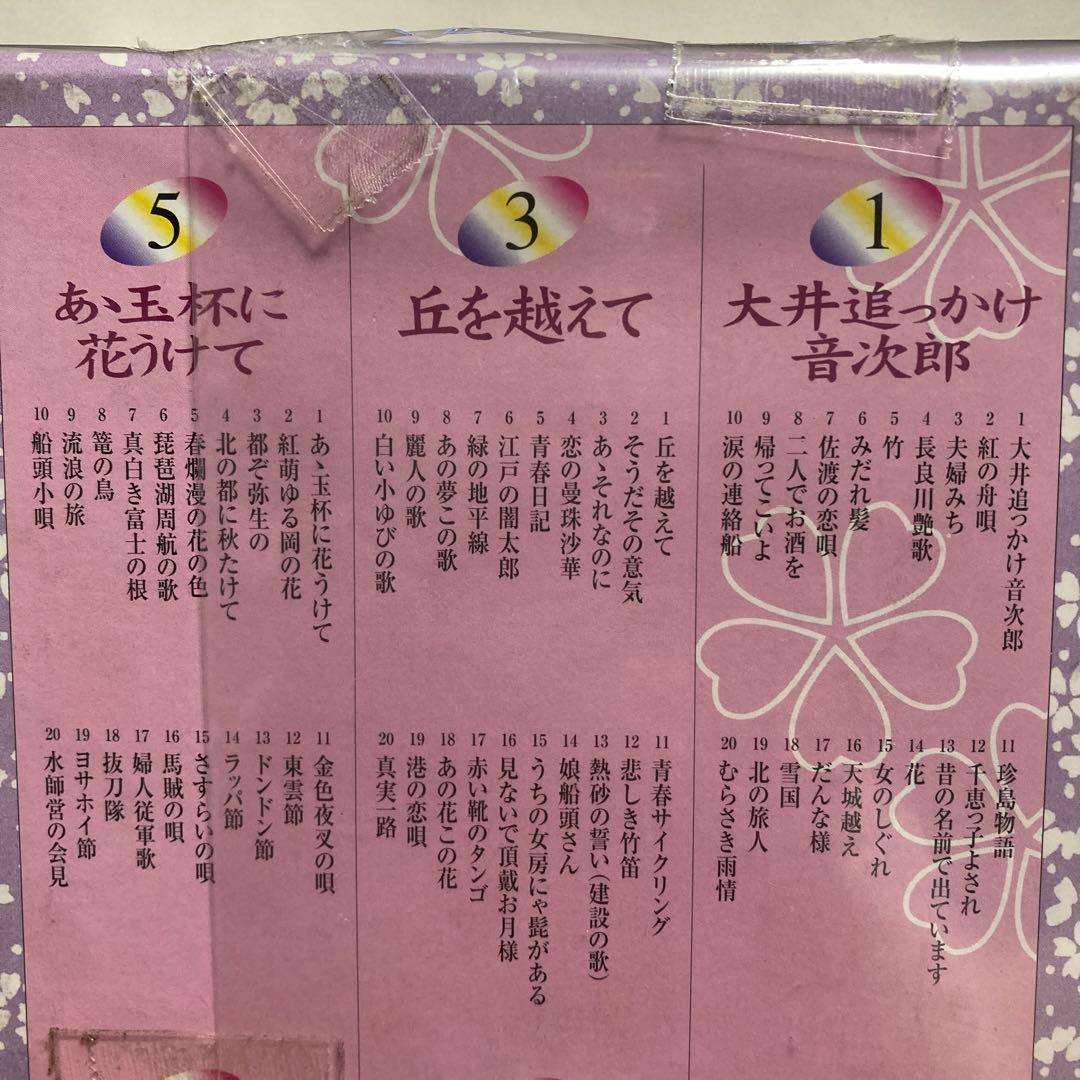 1
大井追っかけ
音次郎
1 大井追っかけ音次郎
2 紅の舟唄
3 夫婦みち
4 長良川艶歌
5 竹
6 みだれ髪
7 佐渡の恋唄
8 二人でお酒を
9 帰ってこいよ
10 涙の連絡船
11 珍島物語
12 千恵っ子よされ
13 昔の名前で出ています
14 花
15 女のしぐれ
16 天城越え
17 だんな様
18 雪国
19 北の旅人
20 むらさき雨情
3
丘を越えて
1 丘を越えて
2 そうだその意気
3 あゝそれなのに
4 恋の曼珠沙華
5 青春日記
6 江戸の闇太郎
7 緑の地平線
8 あの夢この歌
9 麗人の歌
10 白い小ゆびの歌
11 青春サイクリング
12 悲しき竹笛
13 熱砂の誓い(建設の歌)
14 娘船頭さん
15 うちの女房にゃ髭がある
16 見ないで頂戴お月様
17 赤い靴のタンゴ
18 あの花この花
19 港の恋唄
20 真実一路
5
あゝ玉杯に
花うけて
1 あゝ玉杯に花うけて
2 紅萌ゆる岡の花
3 都ぞ弥生の
4 北の都に秋たけて
5 春爛漫の花の色
6 琵琶湖周航の歌
7 真白き富士の根
8 篭の鳥
9 流浪の旅
10 船頭小唄
11 金色夜叉の唄
12 東雲節
13 ドンドン節
14 ラッパ節
15 さすらいの唄
16 馬賊の唄
17 婦人従軍歌
18 抜刀隊
19 ヨサホイ節
20 水師営の会見